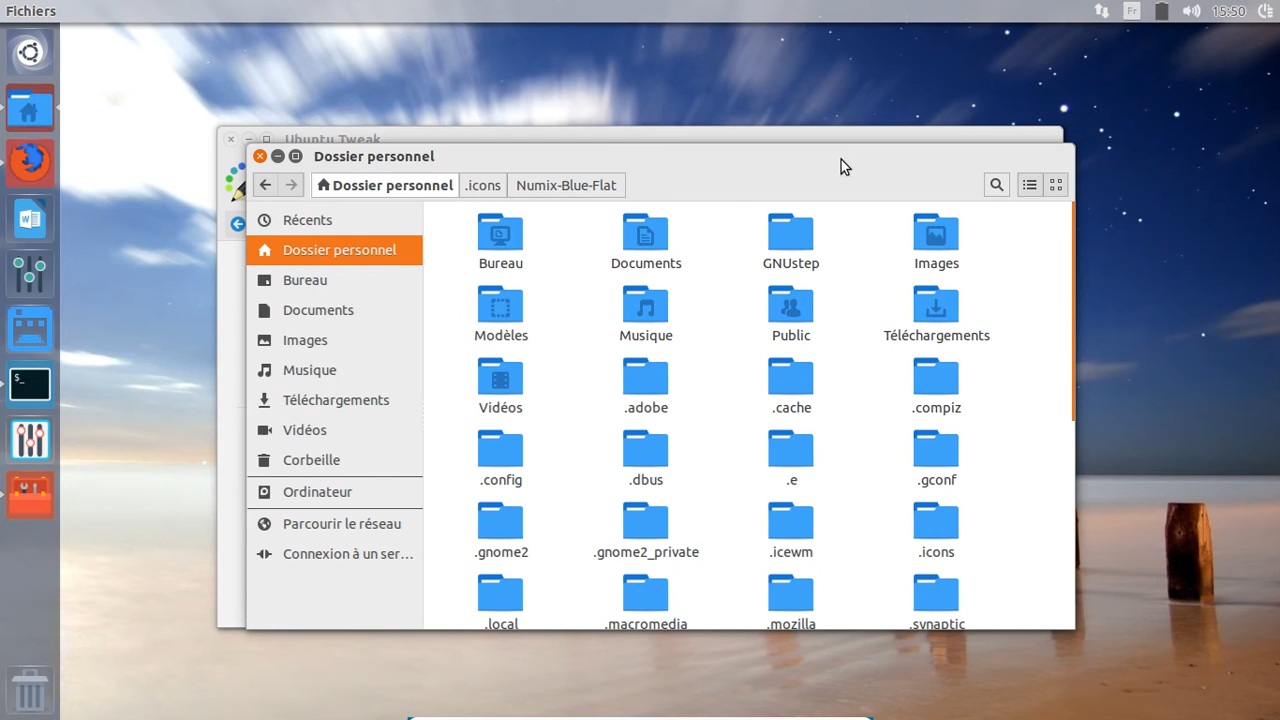 Fichiers
Fr
15:50
Ubuntu Tweak
Dossier personnel
Dossier personnel
.icons
Numix-Blue-Flat
Récents
Dossier personnel
Bureau
Documents
Images
Musique
Téléchargements
Vidéos
Corbeille
Ordinateur
Parcourir le réseau
Connexion à un ser...
Bureau
Documents
GNUstep
Images
Modèles
Musique
Public
Téléchargements
Vidéos
.adobe
.cache
.compiz
.config
.dbus
.e
.gconf
.gnome2
.gnome2_private
.icewm
.icons
.local
.macromedia
.mozilla
.synaptic
W
$_